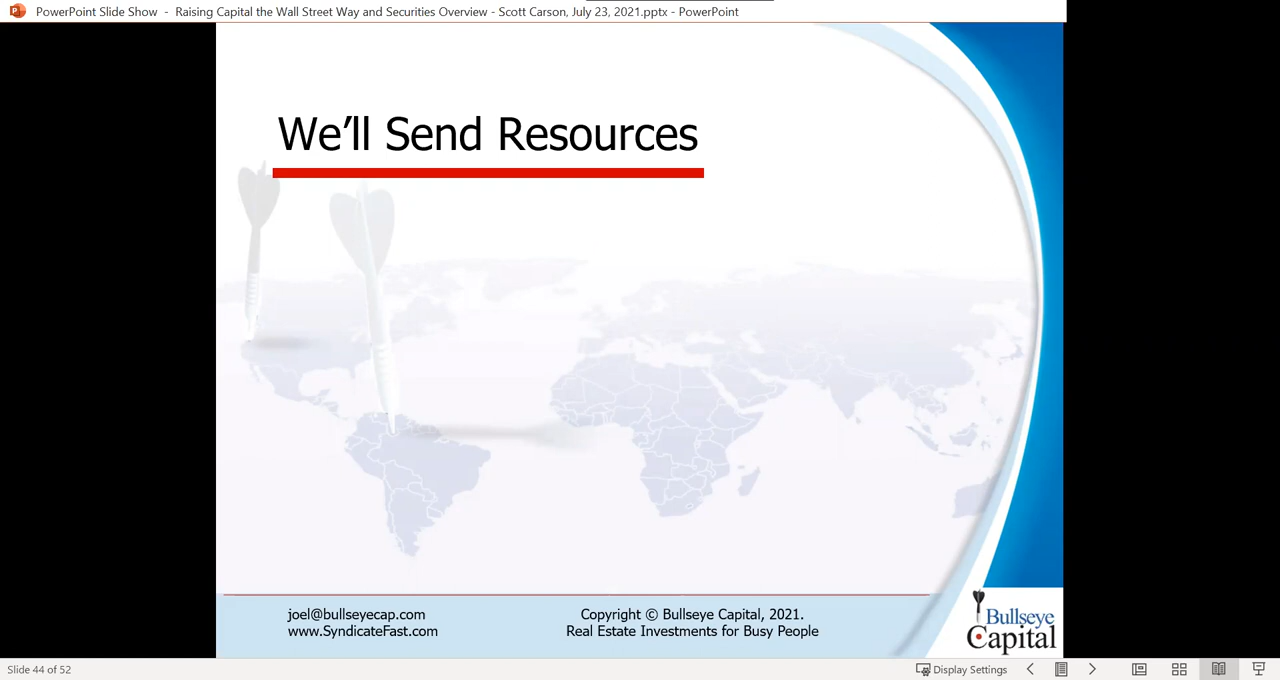 PowerPoint Slide Show - Raising Capital the Wall Street Way and Securities Overview - Scott Carson, July 23, 2021.pptx - PowerPoint
We’ll Send Resources
joel@bullseyecap.com
www.SyndicateFast.com
Copyright © Bullseye Capital, 2021.
Real Estate Investments for Busy People
Bullseye
Capital
Slide 44 of 52
Display Settings